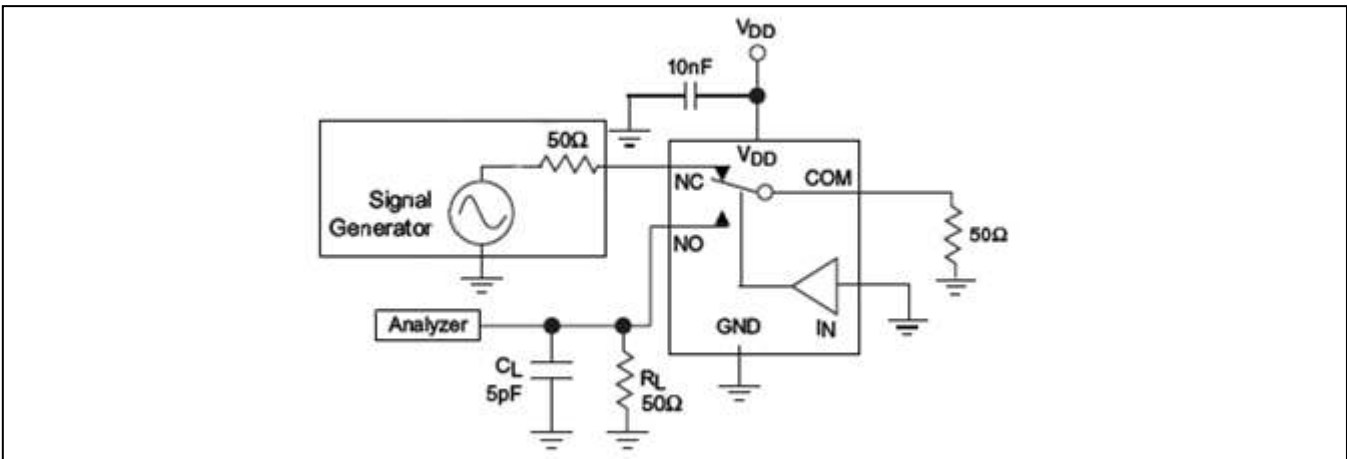 VDD
10nF
50Ω
VDD
NC
COM
Signal
Generator
NO
50Ω
Analyzer
GND
IN
CL
5pF
RL
50Ω